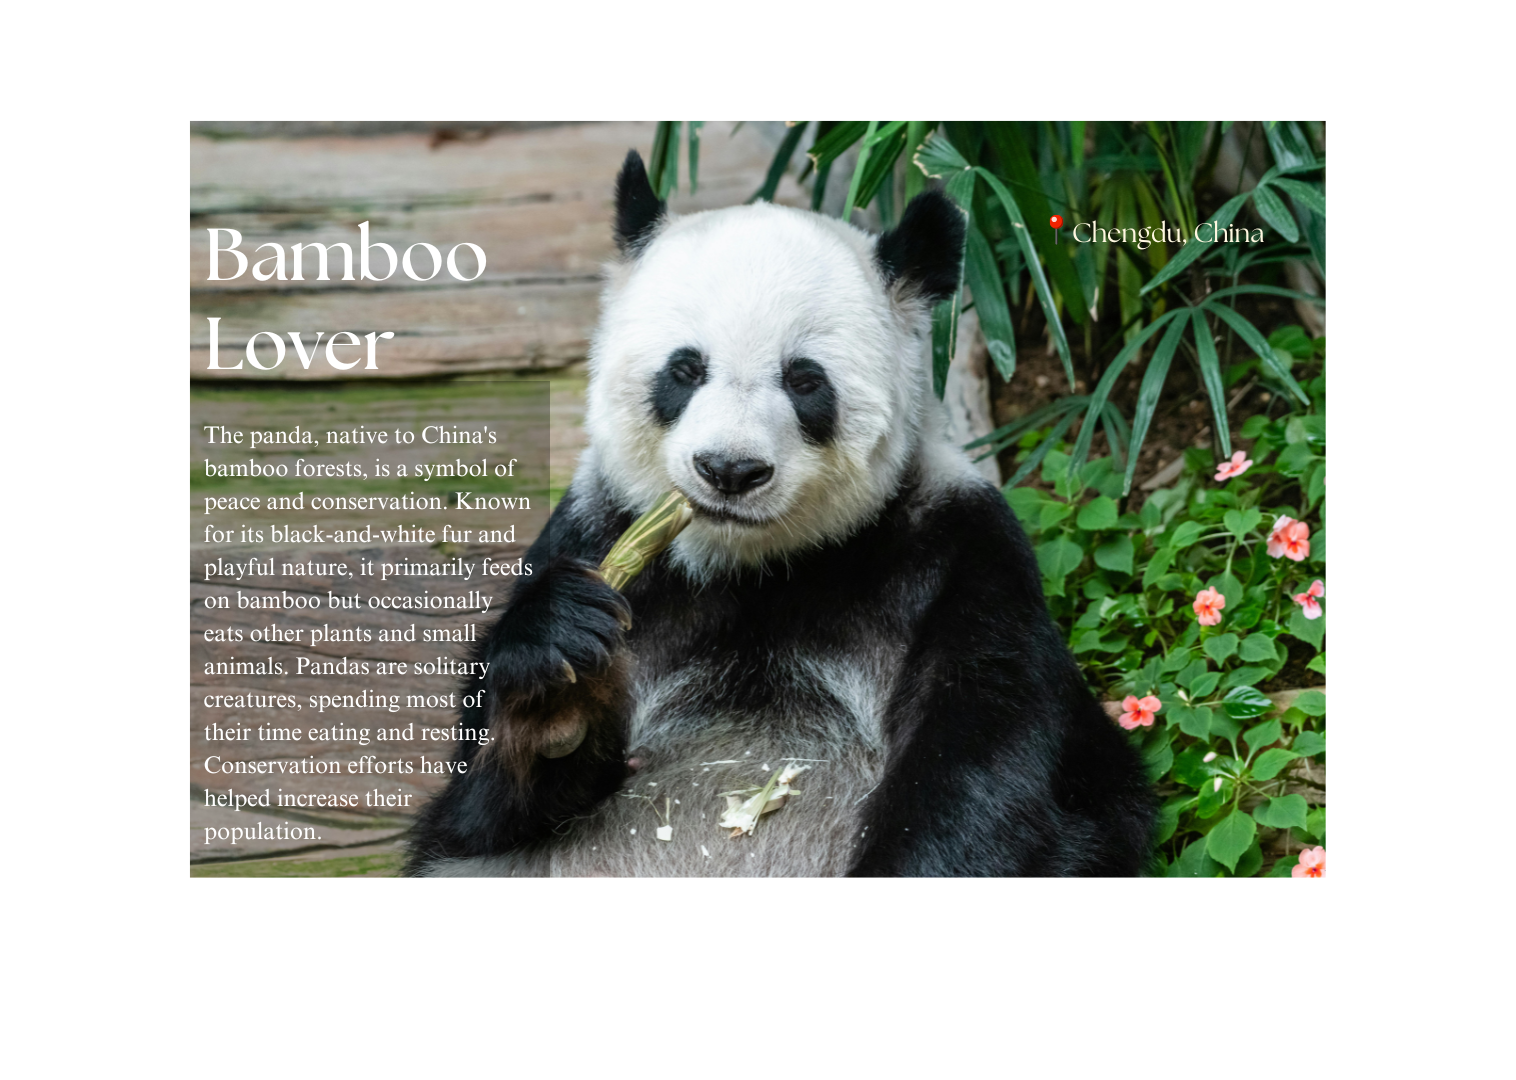 Bamboo
Lover
📍 Chengdu, China
The panda, native to China's
bamboo forests, is a symbol of
peace and conservation. Known
for its black-and-white fur and
playful nature, it primarily feeds
on bamboo but occasionally
eats other plants and small
animals. Pandas are solitary
creatures, spending most of
their time eating and resting.
Conservation efforts have
helped increase their
population.